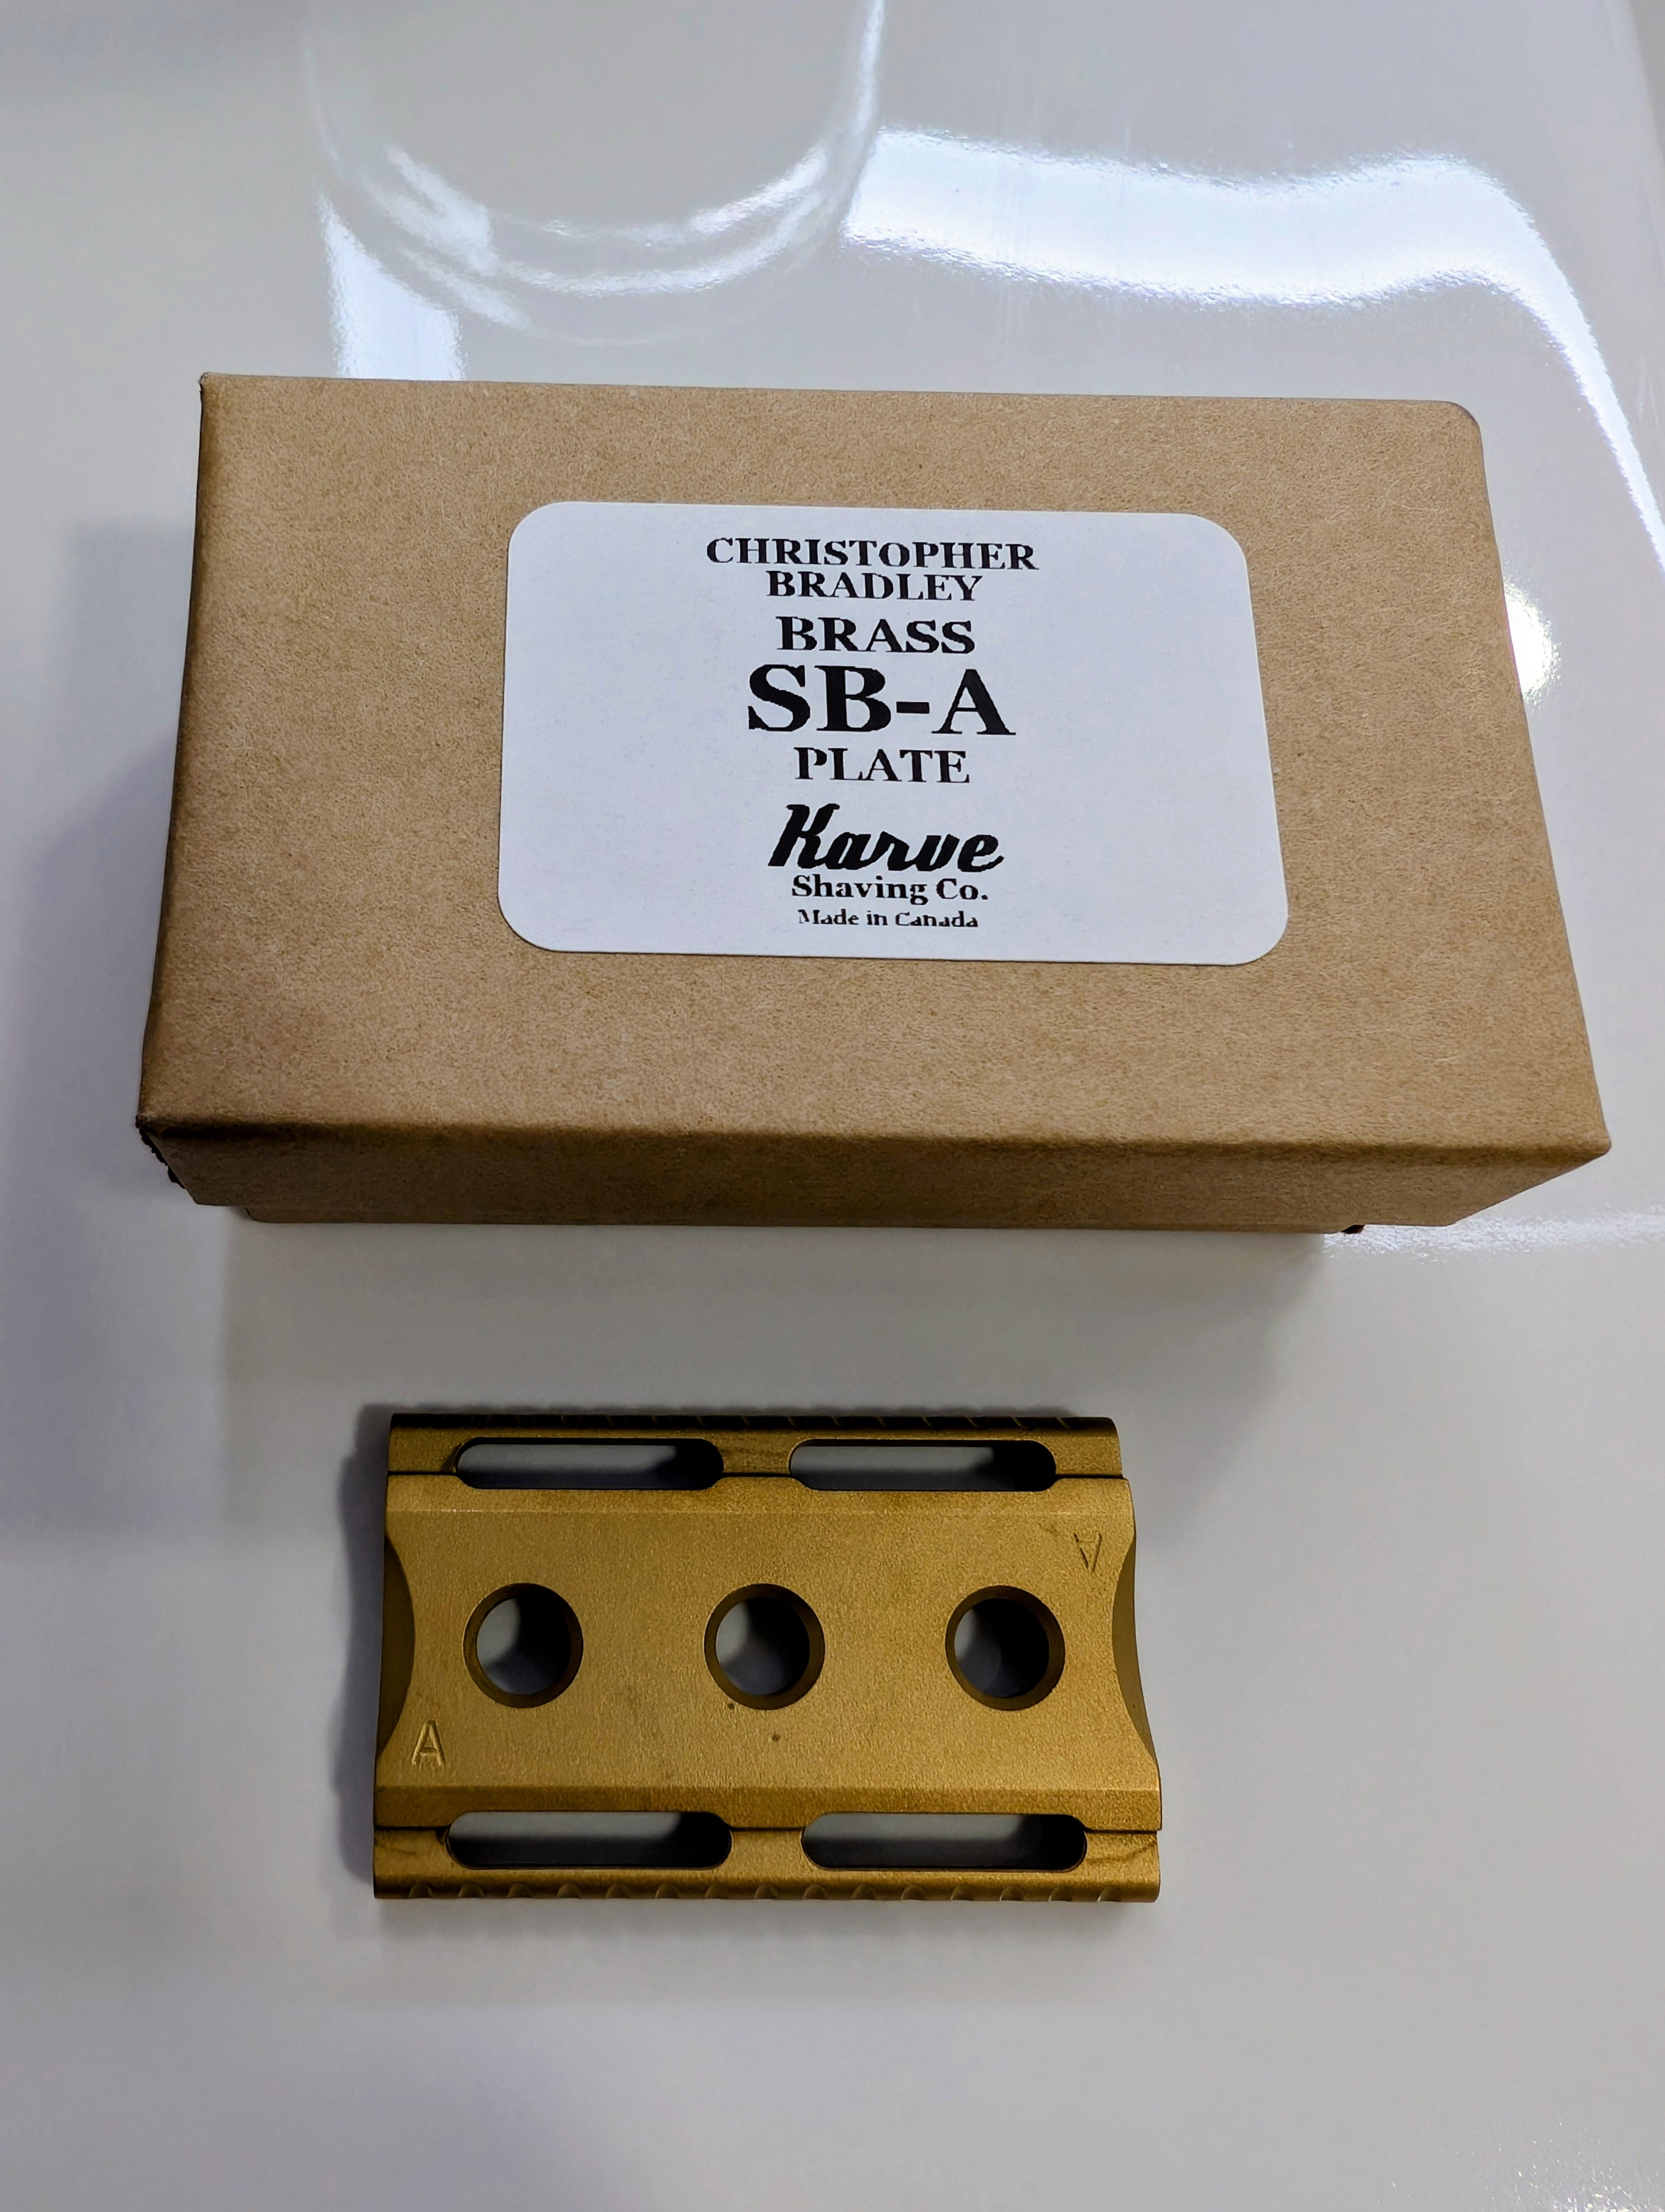 CHRISTOPHER
BRADLEY
BRASS
SB-A
PLATE
Karve
Shaving Co.
Made in Canada
A
A